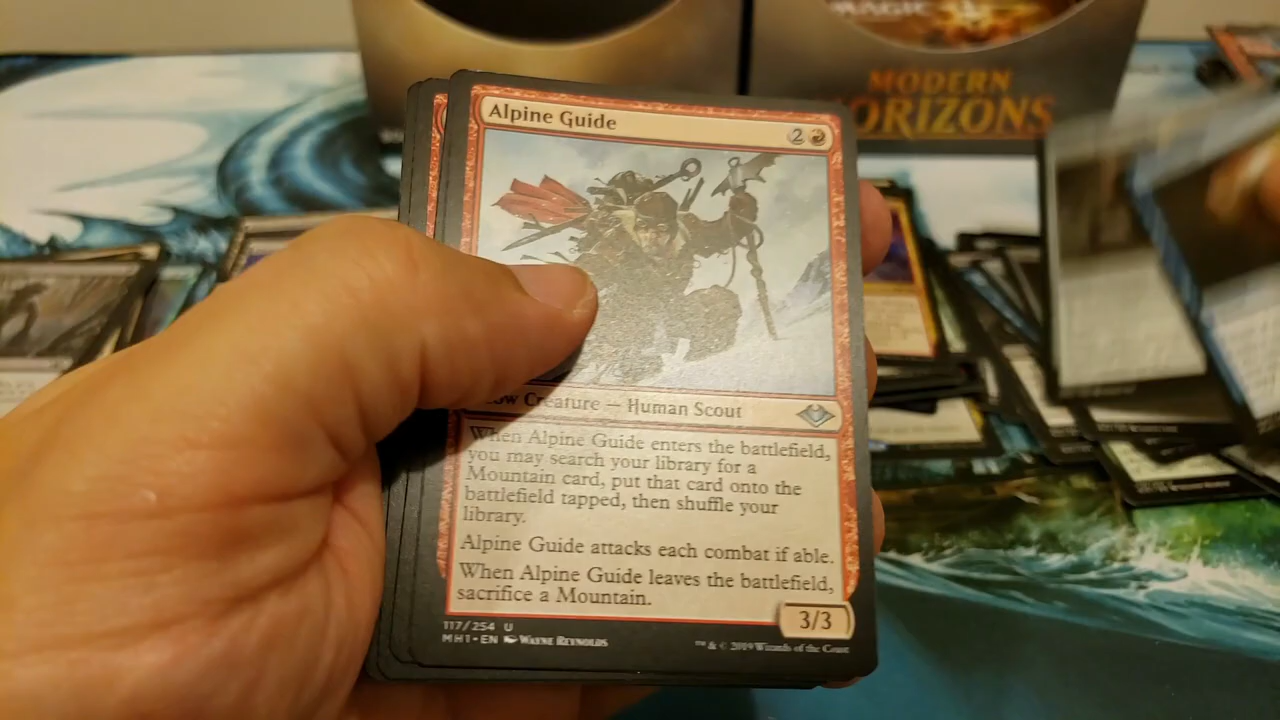 MAGIC
MODERN
HORIZONS
Alpine Guide
2
ow Creature — Human Scout
When Alpine Guide enters the battlefield,
you may search your library for a
Mountain card, put that card onto the
battlefield tapped, then shuffle your
library.
Alpine Guide attacks each combat if able.
When Alpine Guide leaves the battlefield,
sacrifice a Mountain.
3/3
117/254 U
MH1 • EN WAYNE REYNOLDS
™ & © 2019 Wizards of the Coast